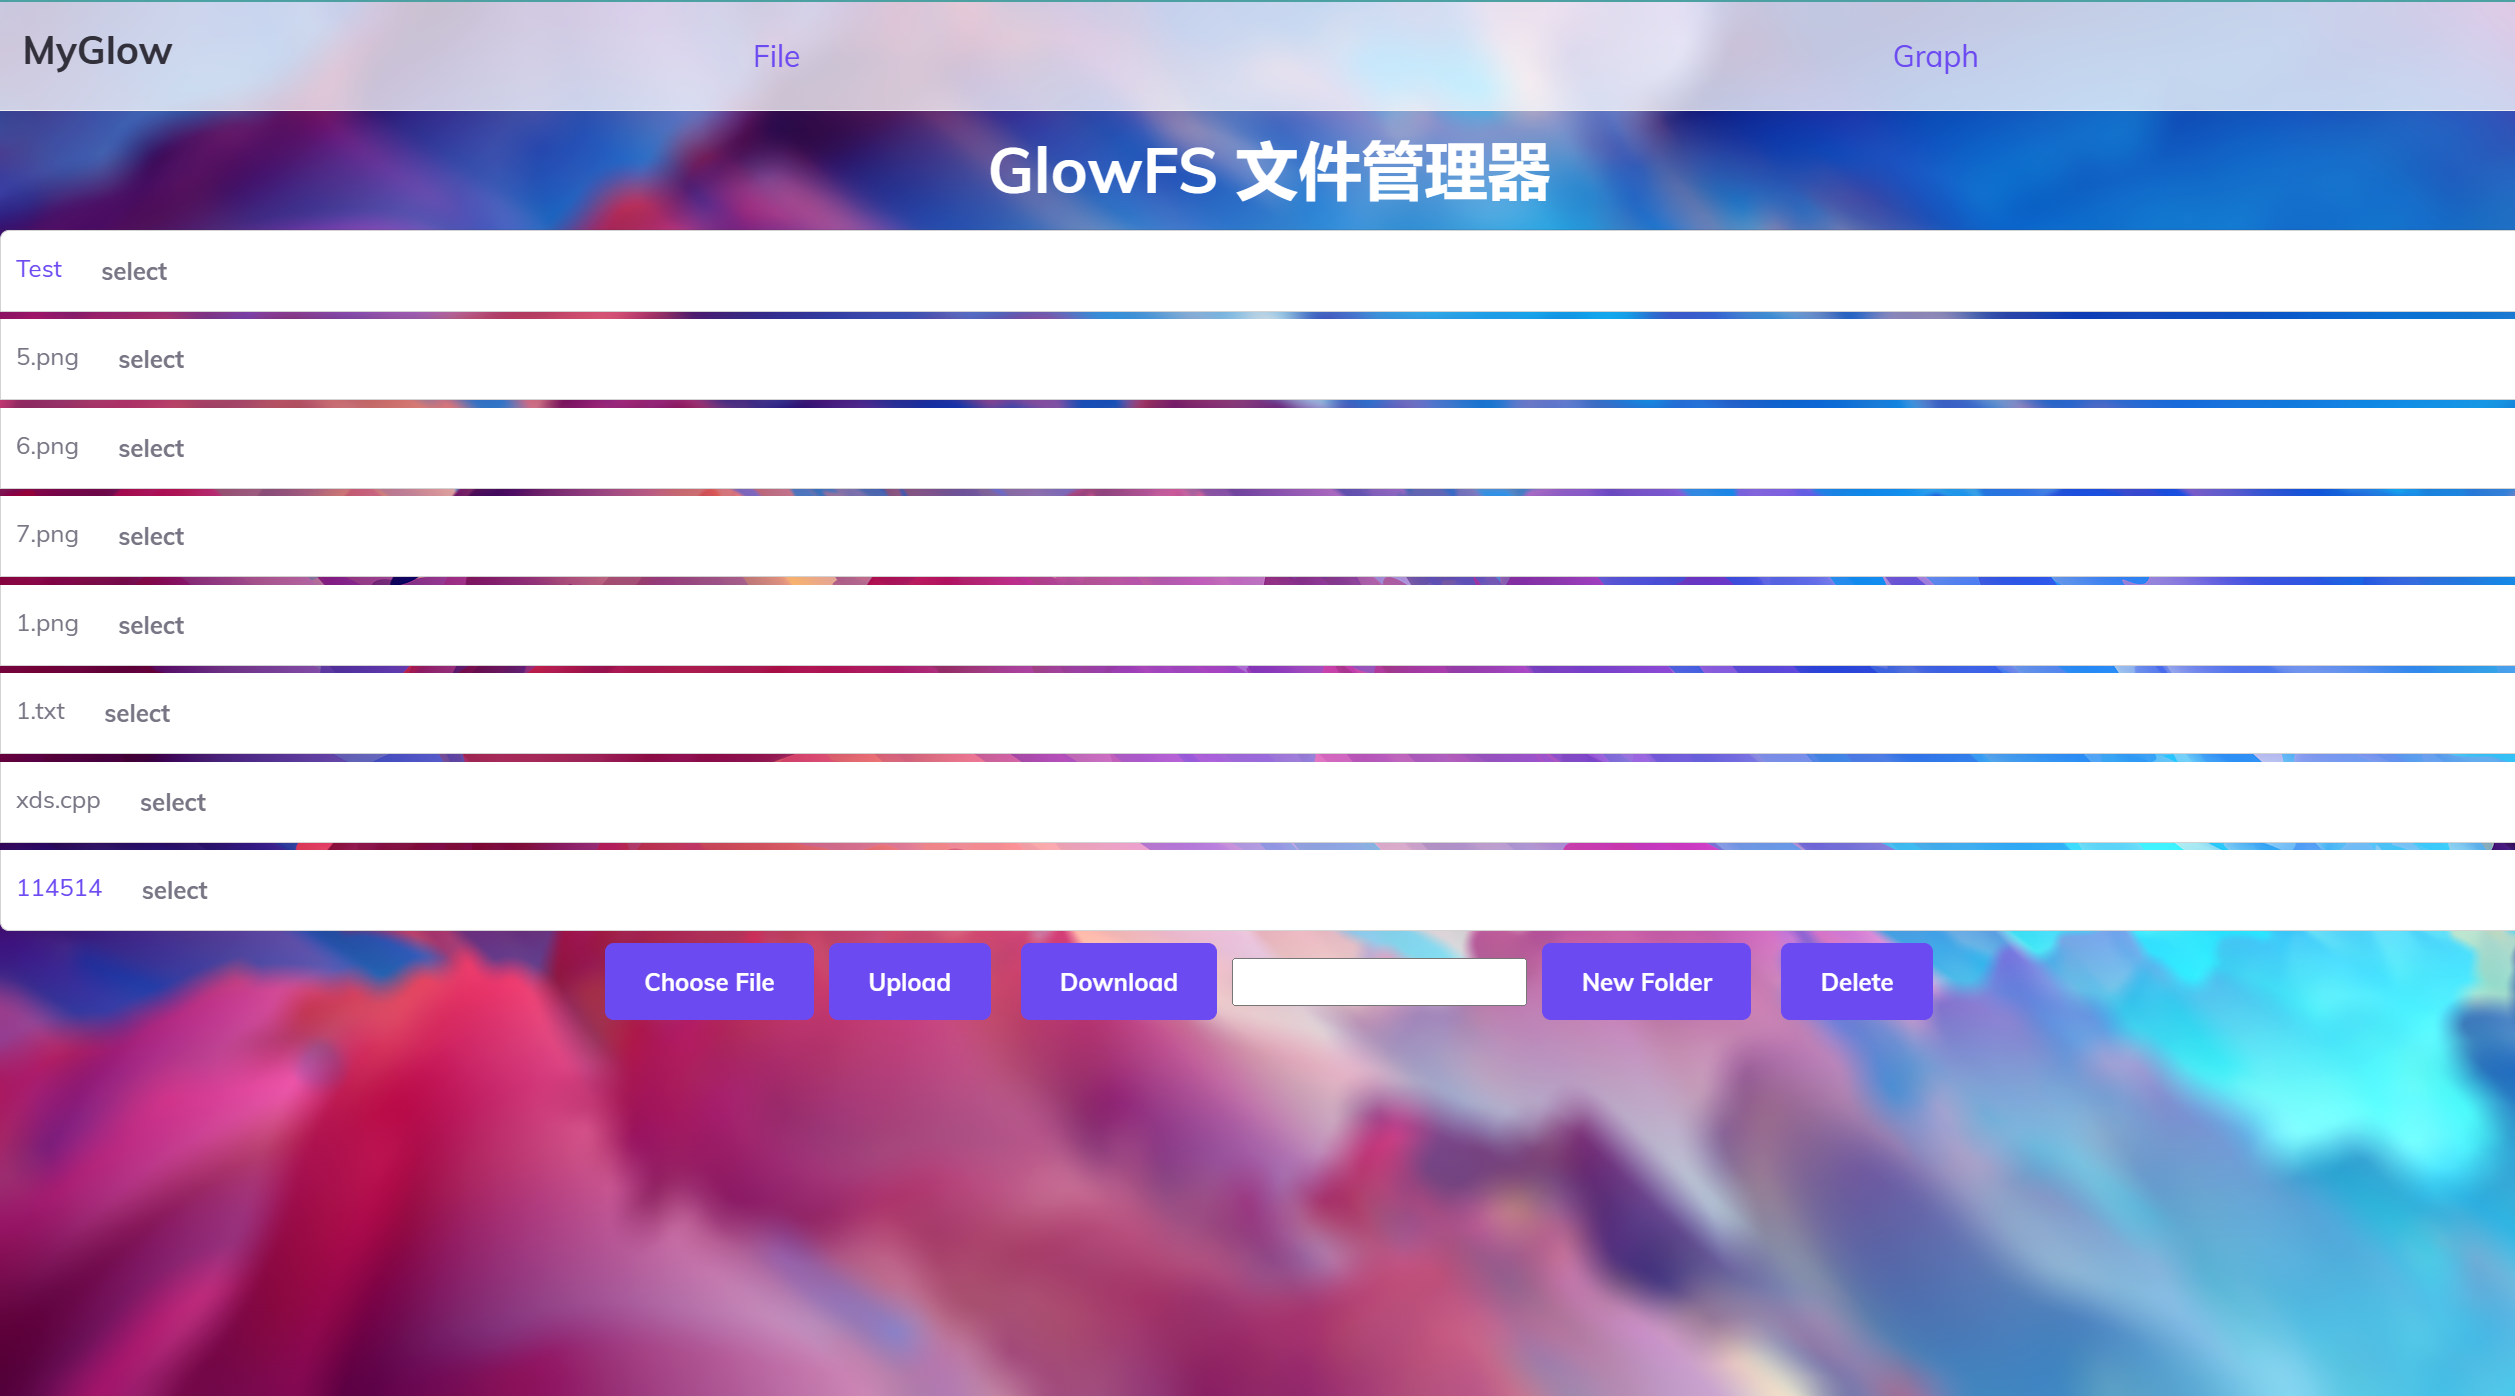 MyGlow File Graph
GlowFS 文件管理器
Test select
5.png select
6.png select
7.png select
1.png select
1.txt select
xds.cpp select
114514 select
Choose File Upload Download New Folder Delete